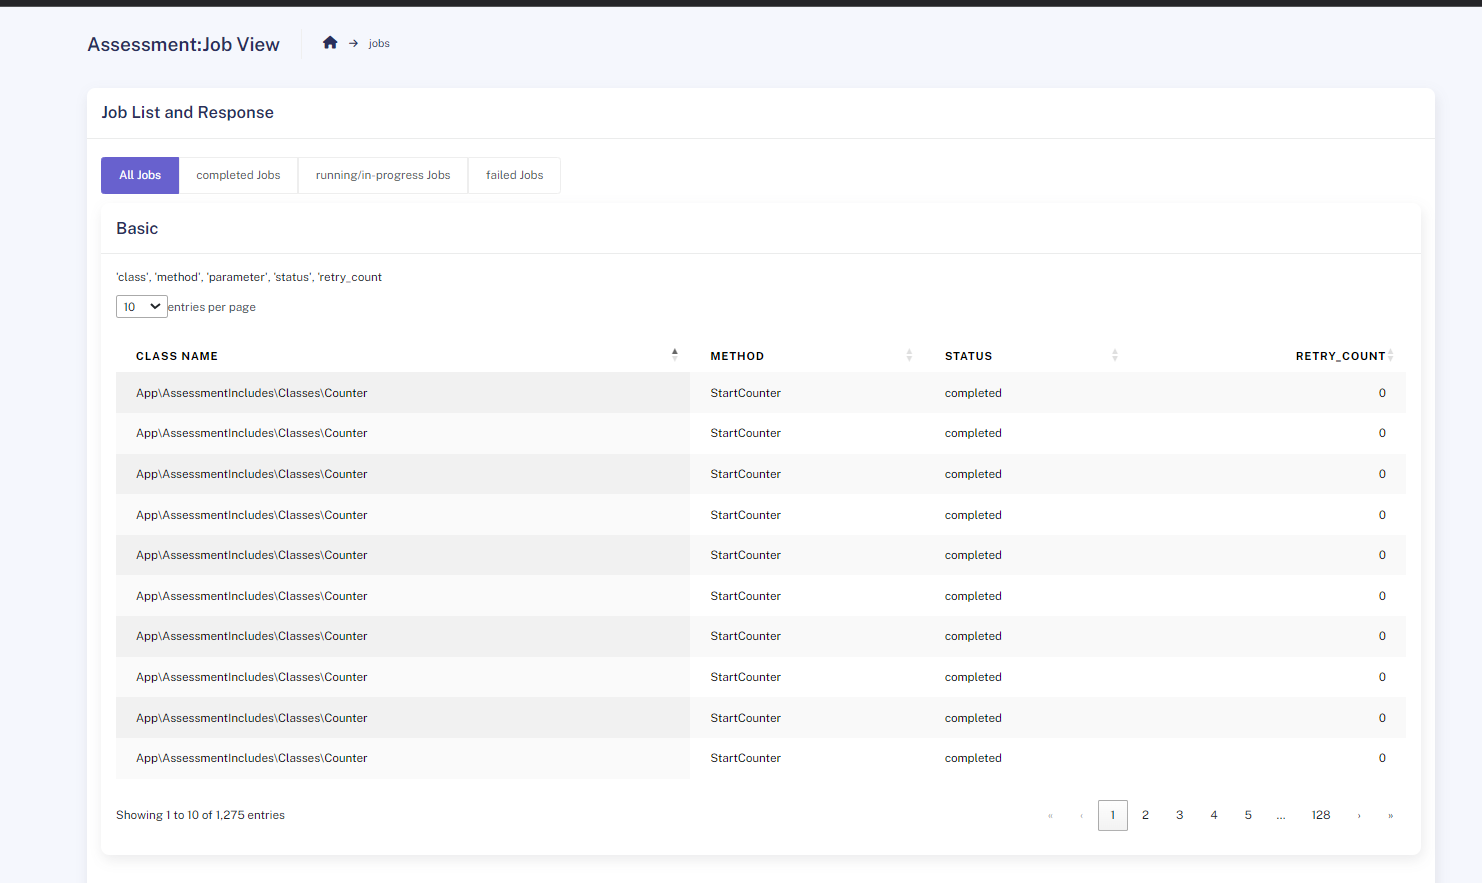 Assessment:Job View
jobs
Job List and Response
All Jobs completed Jobs running/in-progress Jobs failed Jobs
Basic
'class', 'method', 'parameter', 'status', 'retry_count
10 entries per page
CLASS NAME METHOD STATUS RETRY_COUNT
App\AssessmentIncludes\Classes\Counter StartCounter completed 0
App\AssessmentIncludes\Classes\Counter StartCounter completed 0
App\AssessmentIncludes\Classes\Counter StartCounter completed 0
App\AssessmentIncludes\Classes\Counter StartCounter completed 0
App\AssessmentIncludes\Classes\Counter StartCounter completed 0
App\AssessmentIncludes\Classes\Counter StartCounter completed 0
App\AssessmentIncludes\Classes\Counter StartCounter completed 0
App\AssessmentIncludes\Classes\Counter StartCounter completed 0
App\AssessmentIncludes\Classes\Counter StartCounter completed 0
App\AssessmentIncludes\Classes\Counter StartCounter completed 0
Showing 1 to 10 of 1,275 entries « ‹ 1 2 3 4 5 ... 128 › »